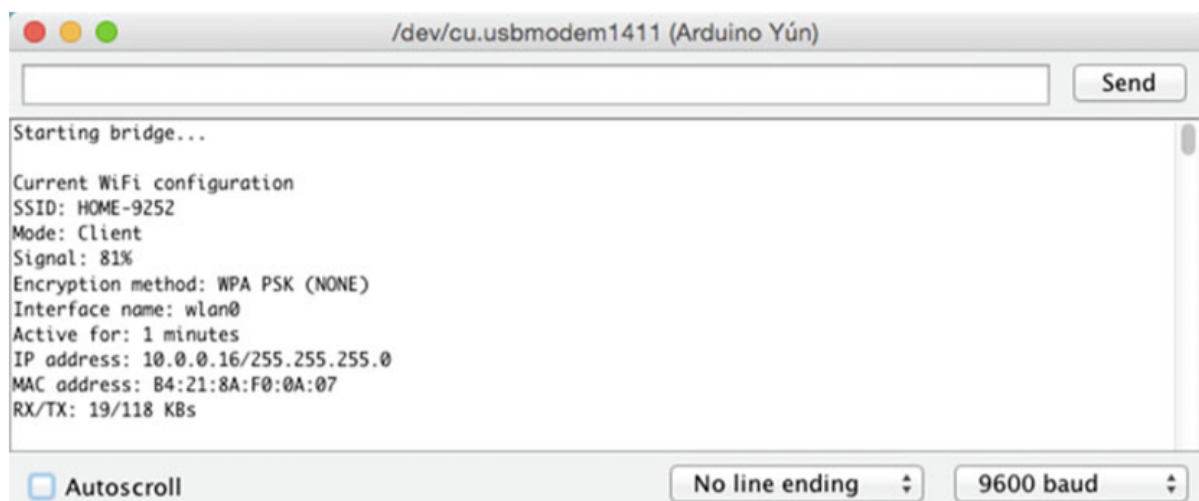 /dev/cu.usbmodem1411 (Arduino Yún)
Send
Starting bridge...
Current WiFi configuration
SSID: HOME-9252
Mode: Client
Signal: 81%
Encryption method: WPA PSK (NONE)
Interface name: wlan0
Active for: 1 minutes
IP address: 10.0.0.16/255.255.255.0
MAC address: B4:21:8A:F0:0A:07
RX/TX: 19/118 KBs
Autoscroll
No line ending
9600 baud